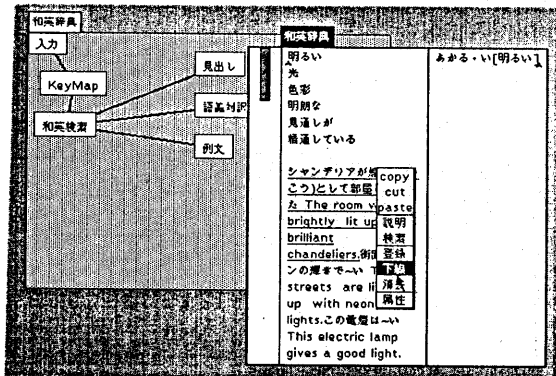 和英辞典
入力
KeyMap
和英検索
見出し
語義対訳
例文
和英辞典
明るい
光
色彩
明朗な
見通しが
精通している
シャンデリアが
こう)として部屋
た The room w
brightly lit up
brilliant
chandeliers.街
ンの輝きで~い T
streets are li
up with neon
lights.この電燈は~い
This electric lamp
gives a good light.
あかる・い[明るい]
copy
cut
paste
説明
検索
登録
下線
消去
属性